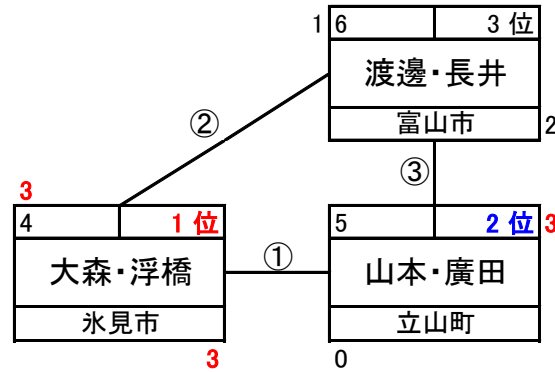 1 6 3 位
渡邊・長井
富山市 2
②
③
3
4 1 位
大森・浮橋
氷見市
3
①
5 2 位 3
山本・廣田
立山町
0